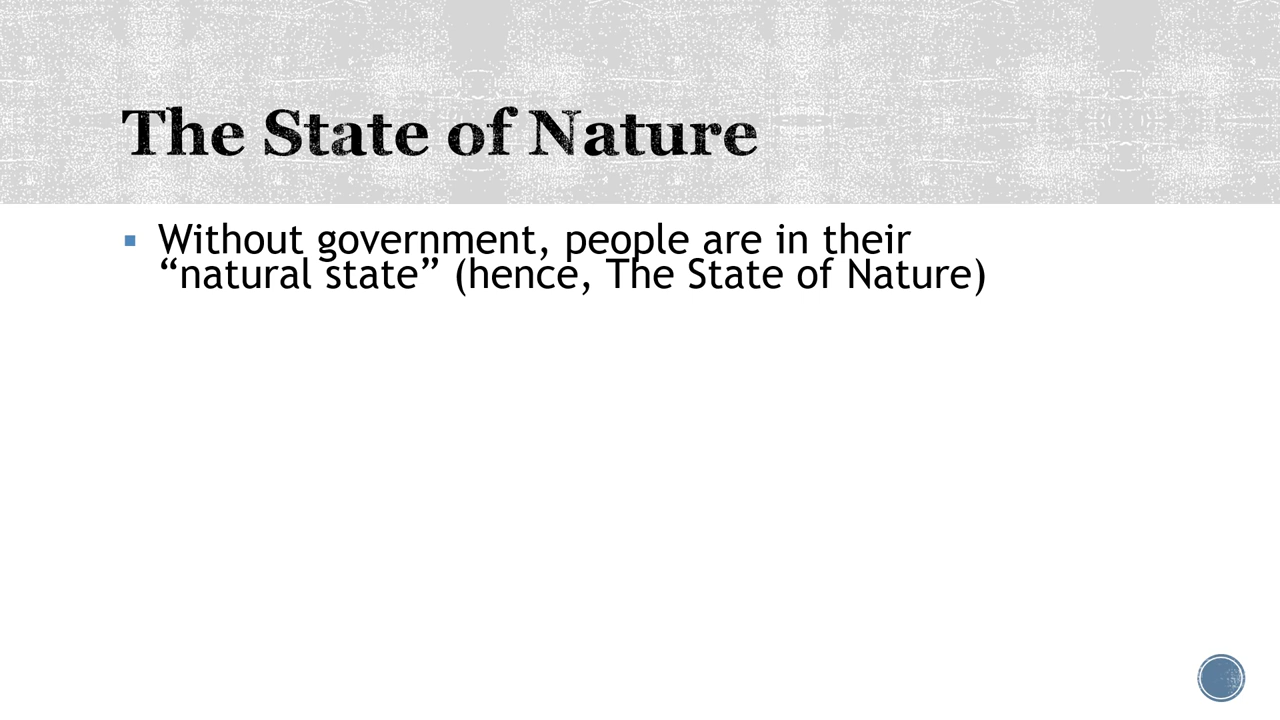 The State of Nature
▪ Without government, people are in their
“natural state” (hence, The State of Nature)